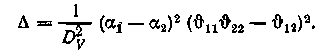 Δ = 1/D_V^2 (α_1 − α_2)^2 (ϑ_11 ϑ_22 − ϑ_12)^2.